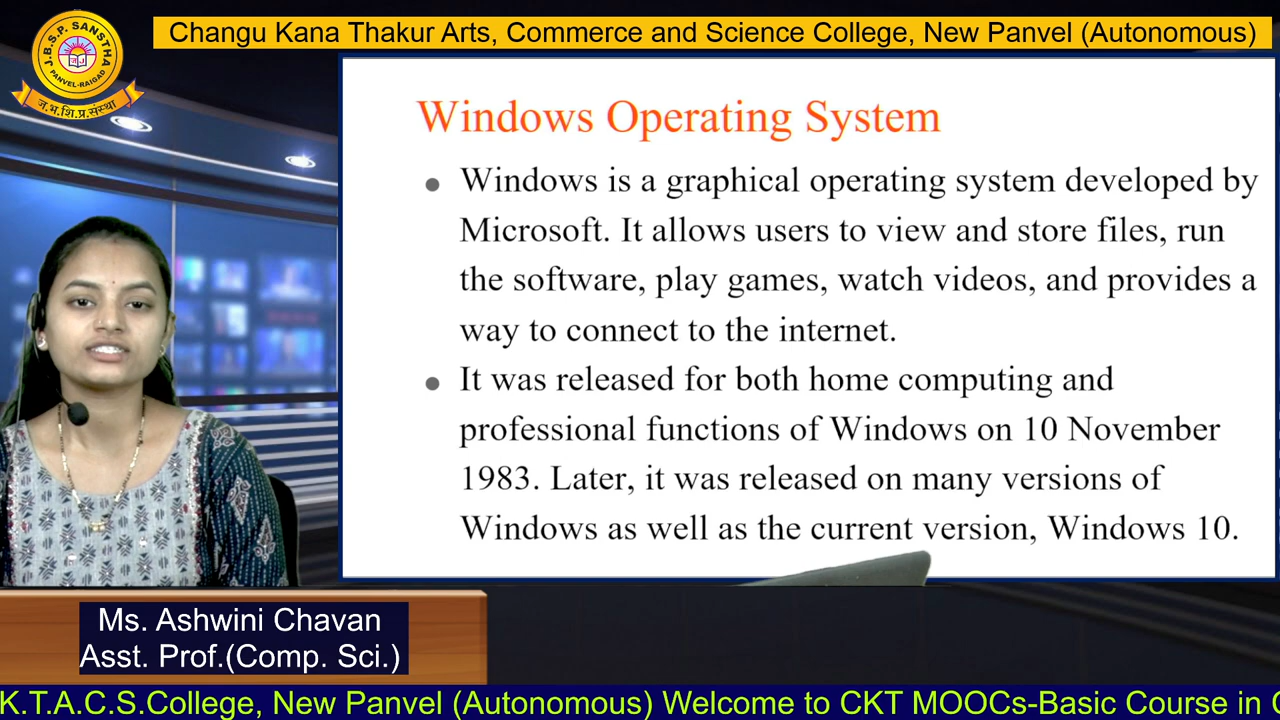 J.B.S.P. SANSTHA
PANVEL-RAIGAD
ज.भ.शि.प्र.संस्था
Changu Kana Thakur Arts, Commerce and Science College, New Panvel (Autonomous)
Windows Operating System
• Windows is a graphical operating system developed by
Microsoft. It allows users to view and store files, run
the software, play games, watch videos, and provides a
way to connect to the internet.
• It was released for both home computing and
professional functions of Windows on 10 November
1983. Later, it was released on many versions of
Windows as well as the current version, Windows 10.
Ms. Ashwini Chavan
Asst. Prof.(Comp. Sci.)
K.T.A.C.S.College, New Panvel (Autonomous) Welcome to CKT MOOCs-Basic Course in C